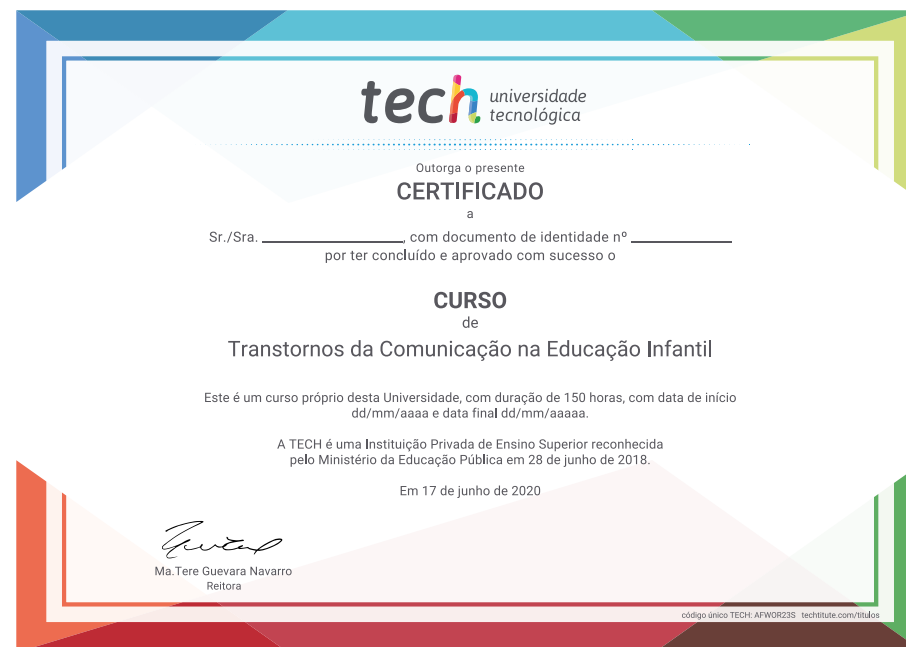 tech universidade
tecnológica
Outorga o presente
CERTIFICADO
a
Sr./Sra. ____________, com documento de identidade nº ____________
por ter concluído e aprovado com sucesso o
CURSO
de
Transtornos da Comunicação na Educação Infantil
Este é um curso próprio desta Universidade, com duração de 150 horas, com data de início
dd/mm/aaaa e data final dd/mm/aaaaa.
A TECH é uma Instituição Privada de Ensino Superior reconhecida
pelo Ministério da Educação Pública em 28 de junho de 2018.
Em 17 de junho de 2020
Ma.Tere Guevara Navarro
Reitora
código único TECH: AFWOR23S techtitute.com/titulos